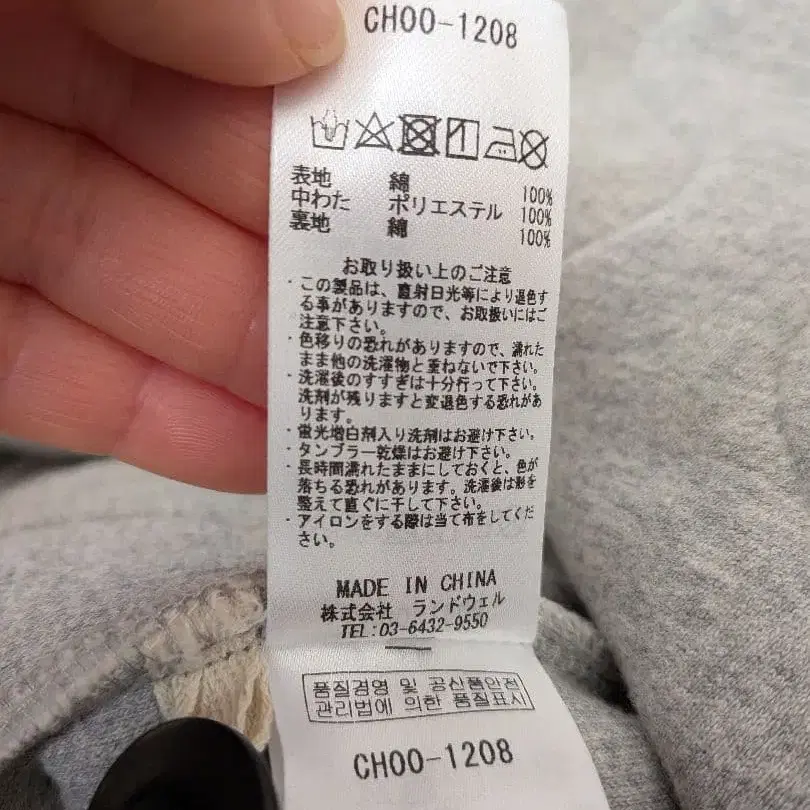 CH00-1208
表地 綿 100%
中わた ポリエステル 100%
裏地 綿 100%
お取り扱い上のご注意
・この製品は、直射日光等により退色す
る事がありますので、お取扱いにはご
注意下さい。
・色移りの恐れがありますので、濡れた
まま他の洗濯物と重ねないで下さい。
・洗濯後のすすぎは十分行って下さい。
洗剤が残りますと変退色する恐れがあ
ります。
・蛍光増白剤入り洗剤はお避け下さい。
・タンブラー乾燥はお避け下さい。
・長時間濡れたままにしておくと、色が
落ちる恐れがあります。洗濯後は形を
整えて直ぐに干して下さい。
・アイロンをする際は当て布をしてくだ
さい。
MADE IN CHINA
株式会社 ランドウェル
TEL:03-6432-9550
품질경영 및 공산품안전
관리법에 의한 품질표시
CH00-1208